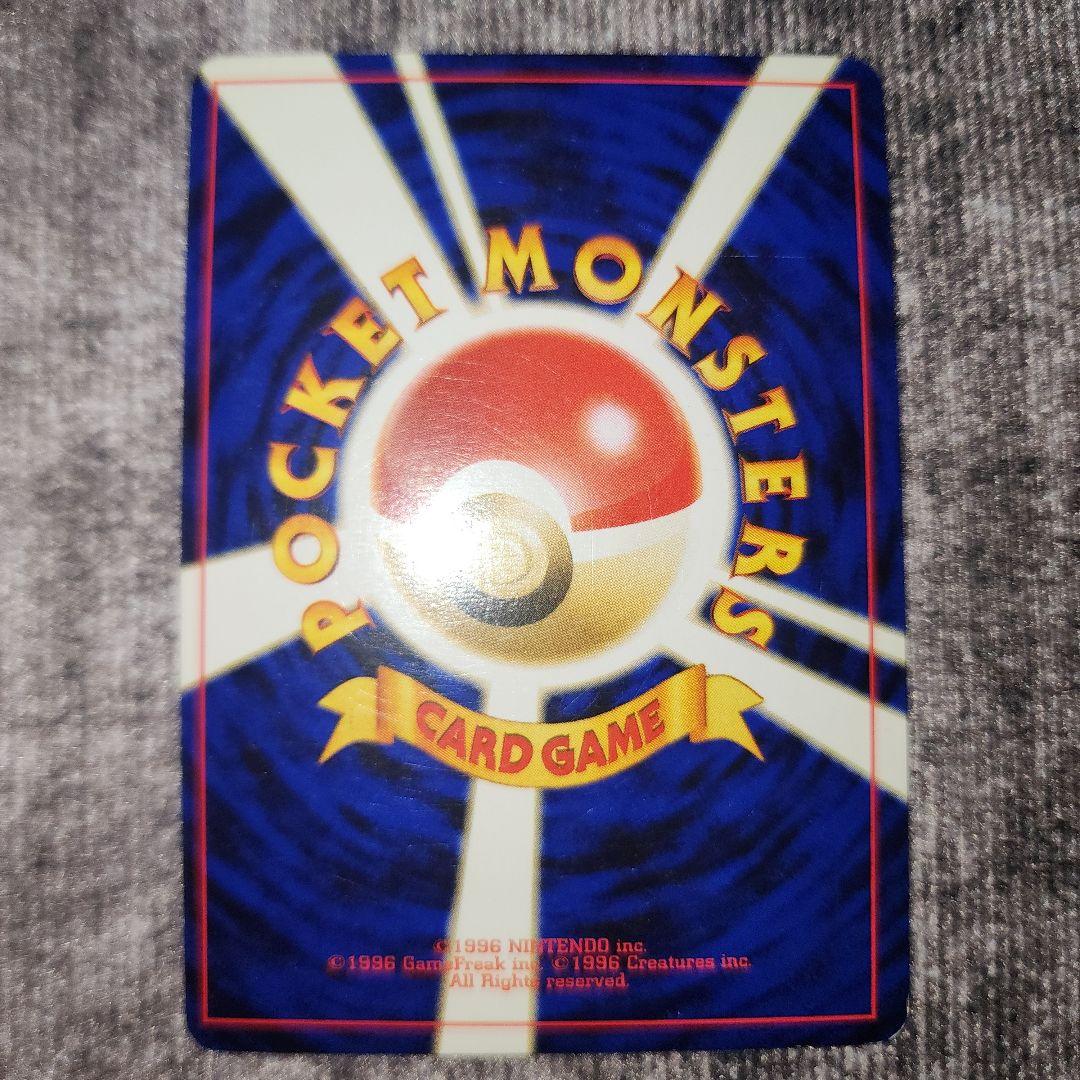 POCKET MONSTERS
CARD GAME
©1996 NINTENDO inc.
©1996 GameFreak inc. ©1996 Creatures inc.
All Rights reserved.